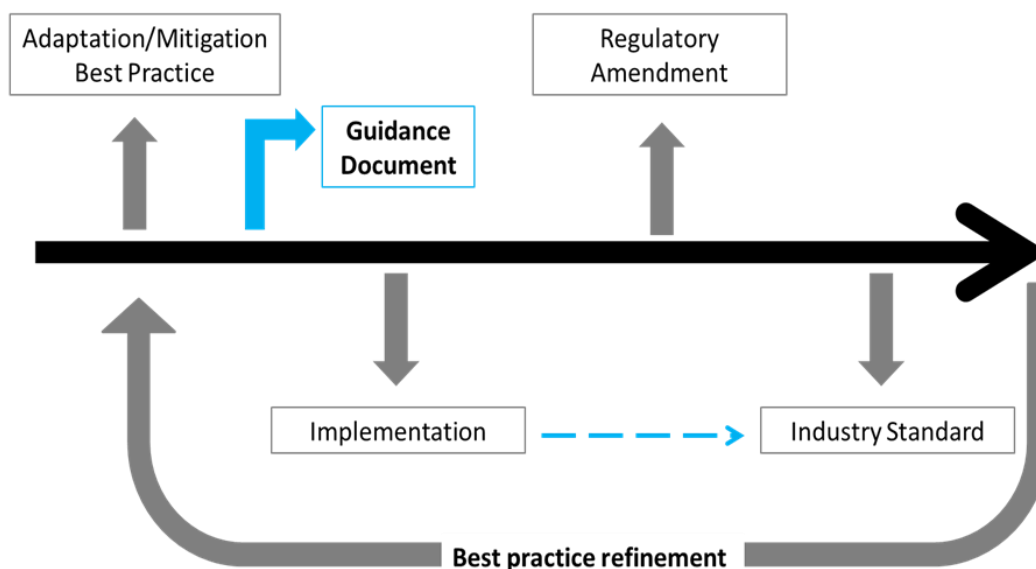 Adaptation/Mitigation
Best Practice
Regulatory
Amendment
Guidance
Document
Implementation
Industry Standard
Best practice refinement